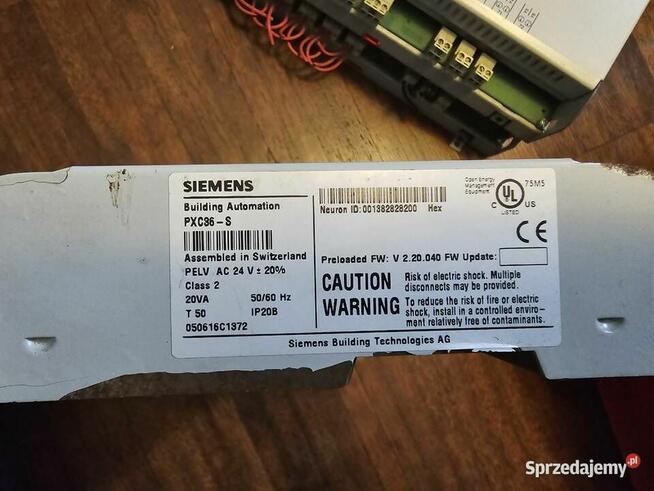 SIEMENS
Building Automation
PXC36-S
Assembled in Switzerland
PELV AC 24 V ± 20%
Class 2
20VA 50/60 Hz
T 50 IP20B
050616C1372
Neuron ID:001382828200 Hex
Open Energy
Management
Equipment
C UL US
LISTED
75M5
Preloaded FW: V 2.20.040 FW Update:
CAUTION Risk of electric shock. Multiple
disconnects may be present.
WARNING To reduce the risk of fire or electric
shock, install in a controlled enviro-
ment relatively free of contaminants.
CE
Siemens Building Technologies AG
Sprzedajemy.pl